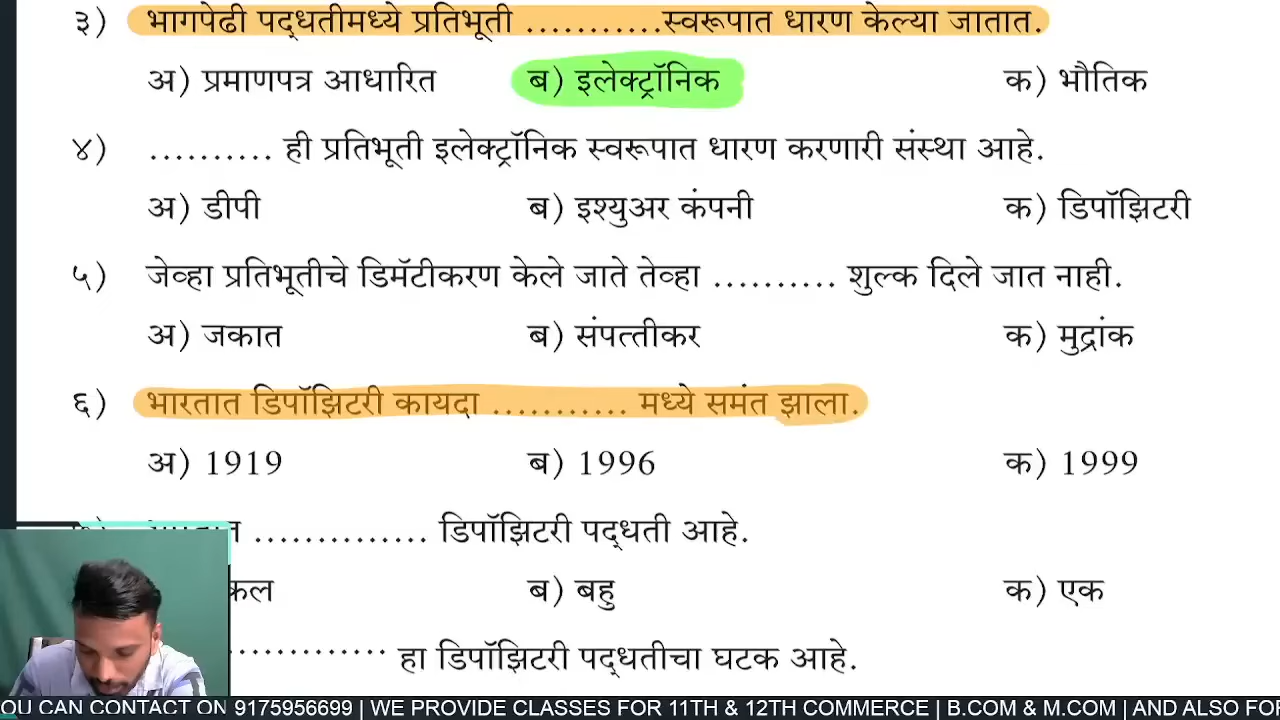 ३) भागपेढी पद्धतीमध्ये प्रतिभूती ...........स्वरूपात धारण केल्या जातात.
अ) प्रमाणपत्र आधारित ब) इलेक्ट्रॉनिक क) भौतिक
४) .......... ही प्रतिभूती इलेक्ट्रॉनिक स्वरूपात धारण करणारी संस्था आहे.
अ) डीपी ब) इश्युअर कंपनी क) डिपॉझिटरी
५) जेव्हा प्रतिभूतीचे डिमॅटीकरण केले जाते तेव्हा .......... शुल्क दिले जात नाही.
अ) जकात ब) संपत्तीकर क) मुद्रांक
६) भारतात डिपॉझिटरी कायदा ........... मध्ये समंत झाला.
अ) 1919 ब) 1996 क) 1999
.............. डिपॉझिटरी पद्धती आहे.
ब) बहु क) एक
............. हा डिपॉझिटरी पद्धतीचा घटक आहे.
OU CAN CONTACT ON 9175956699 | WE PROVIDE CLASSES FOR 11TH & 12TH COMMERCE | B.COM & M.COM | AND ALSO FOR